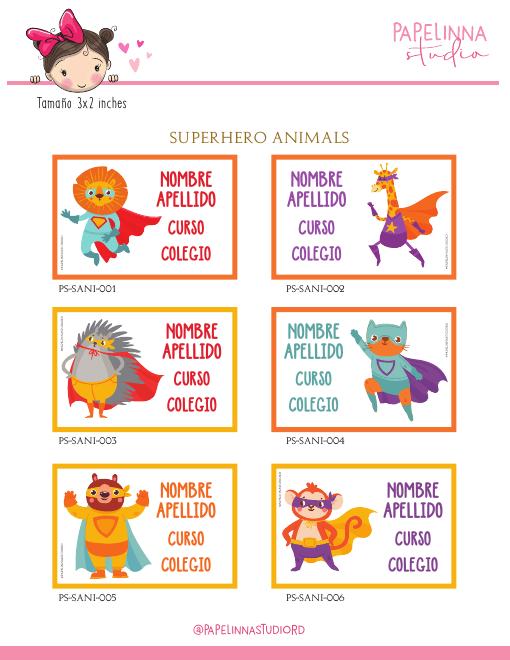 PAPELINNA
studio
Tamaño 3x2 inches
SUPERHERO ANIMALS
NOMBRE
APELLIDO
CURSO
COLEGIO
PS-SANI-001
NOMBRE
APELLIDO
CURSO
COLEGIO
PS-SANI-002
NOMBRE
APELLIDO
CURSO
COLEGIO
PS-SANI-003
NOMBRE
APELLIDO
CURSO
COLEGIO
PS-SANI-004
NOMBRE
APELLIDO
CURSO
COLEGIO
PS-SANI-005
NOMBRE
APELLIDO
CURSO
COLEGIO
PS-SANI-006
@PAPELINNASTUDIORD